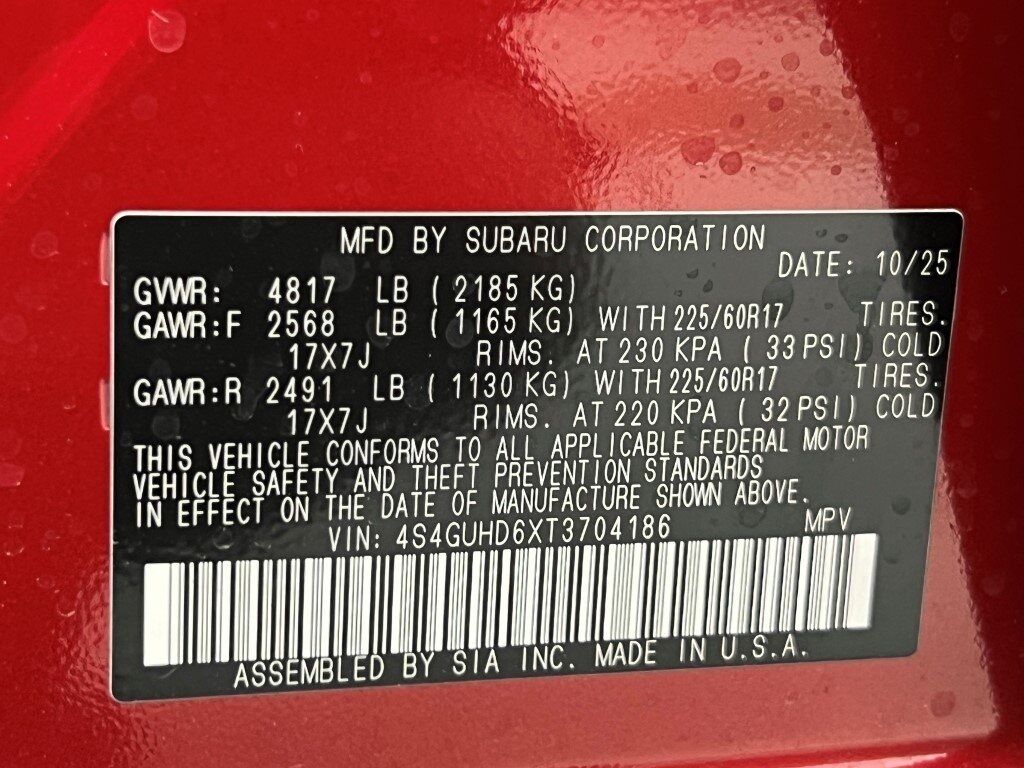 MFD BY SUBARU CORPORATION
DATE: 10/25
GVWR: 4817 LB ( 2185 KG)
GAWR:F 2568 LB ( 1165 KG) WITH 225/60R17 TIRES.
17X7J RIMS. AT 230 KPA ( 33 PSI) COLD
GAWR:R 2491 LB ( 1130 KG) WITH 225/60R17 TIRES.
17X7J RIMS. AT 220 KPA ( 32 PSI) COLD
THIS VEHICLE CONFORMS TO ALL APPLICABLE FEDERAL MOTOR
VEHICLE SAFETY AND THEFT PREVENTION STANDARDS
IN EFFECT ON THE DATE OF MANUFACTURE SHOWN ABOVE.
VIN: 4S4GUHD6XT3704186 MPV
ASSEMBLED BY SIA INC. MADE IN U.S.A.